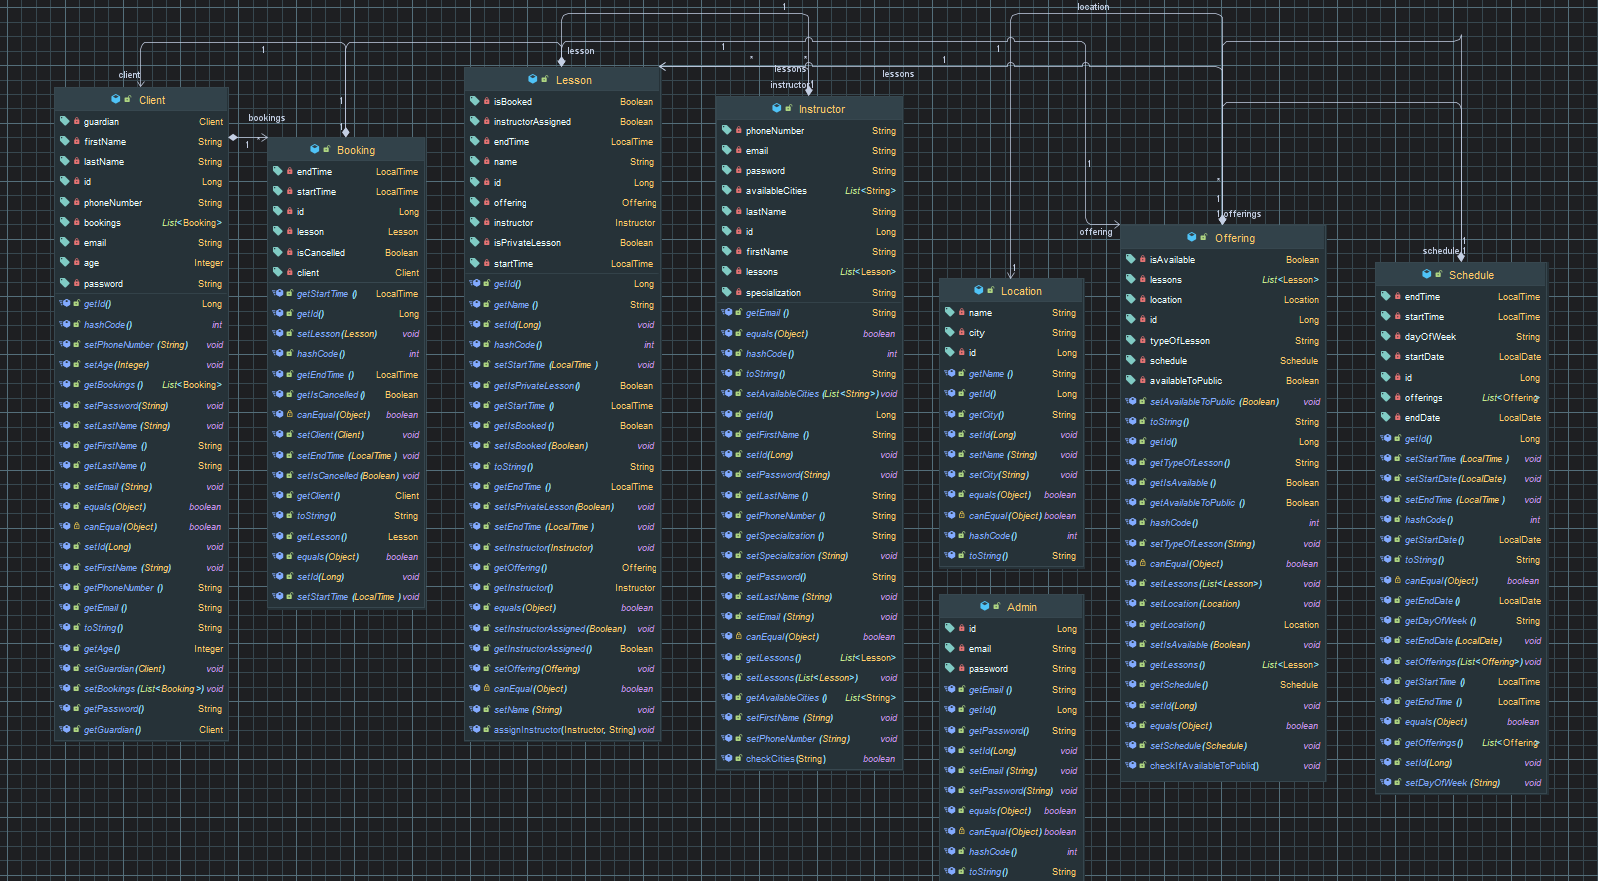 1
location
1
1
1
lesson
client
1
lessons
*
*
lessons
instructor
1
Client
guardian Client
firstName String
lastName String
id Long
phoneNumber String
bookings List<Booking>
email String
age Integer
password String
getId() Long
hashCode() int
setPhoneNumber (String) void
setAge(Integer) void
getBookings () List<Booking>
setPassword(String) void
setLastName (String) void
getFirstName () String
getLastName () String
setEmail (String) void
equals(Object) boolean
canEqual(Object) boolean
setId(Long) void
setFirstName (String) void
getPhoneNumber () String
getEmail () String
toString() String
getAge() Integer
setGuardian(Client) void
setBookings (List<Booking>) void
getPassword() String
getGuardian() Client
bookings
1
*
1
1
Booking
endTime LocalTime
startTime LocalTime
id Long
lesson Lesson
isCancelled Boolean
client Client
getStartTime () LocalTime
getId() Long
setLesson(Lesson) void
hashCode() int
getEndTime () LocalTime
getIsCancelled () Boolean
canEqual(Object) boolean
setClient(Client) void
setEndTime (LocalTime ) void
setIsCancelled(Boolean) void
getClient() Client
toString() String
getLesson() Lesson
equals(Object) boolean
setId(Long) void
setStartTime (LocalTime ) void
Lesson
isBooked Boolean
instructorAssigned Boolean
endTime LocalTime
name String
id Long
offering Offering
instructor Instructor
isPrivateLesson Boolean
startTime LocalTime
getId() Long
getName () String
setId(Long) void
hashCode() int
setStartTime (LocalTime ) void
getIsPrivateLesson() Boolean
getStartTime () LocalTime
getIsBooked () Boolean
setIsBooked (Boolean) void
toString() String
getEndTime () LocalTime
setIsPrivateLesson(Boolean) void
setEndTime (LocalTime ) void
setInstructor(Instructor) void
getOffering() Offering
getInstructor() Instructor
equals(Object) boolean
setInstructorAssigned(Boolean) void
getInstructorAssigned() Boolean
setOffering(Offering) void
canEqual(Object) boolean
setName (String) void
assignInstructor(Instructor, String) void
Instructor
phoneNumber String
email String
password String
availableCities List<String>
lastName String
id Long
firstName String
lessons List<Lesson>
specialization String
getEmail () String
equals(Object) boolean
hashCode() int
toString() String
setAvailableCities (List<String>) void
getId() Long
getFirstName () String
setId(Long) void
setPassword(String) void
getLastName () String
getPhoneNumber () String
getSpecialization () String
setSpecialization (String) void
getPassword() String
setLastName (String) void
setEmail (String) void
canEqual(Object) boolean
getLessons() List<Lesson>
setLessons(List<Lesson>) void
getAvailableCities () List<String>
setFirstName (String) void
setPhoneNumber (String) void
checkCities(String) boolean
1
Location
name String
city String
id Long
getName () String
getId() Long
getCity() String
setId(Long) void
setName (String) void
setCity(String) void
equals(Object) boolean
canEqual(Object) boolean
hashCode() int
toString() String
Admin
id Long
email String
password String
getEmail () String
getId() Long
getPassword() String
setId(Long) void
setEmail (String) void
setPassword(String) void
equals(Object) boolean
canEqual(Object) boolean
hashCode() int
toString() String
1
offering
*
1
1
offerings
Offering
isAvailable Boolean
lessons List<Lesson>
location Location
id Long
typeOfLesson String
schedule Schedule
availableToPublic Boolean
setAvailableToPublic (Boolean) void
toString() String
getId() Long
getTypeOfLesson() String
getIsAvailable () Boolean
getAvailableToPublic () Boolean
hashCode() int
setTypeOfLesson(String) void
canEqual(Object) boolean
setLessons(List<Lesson>) void
setLocation(Location) void
getLocation() Location
setIsAvailable(Boolean) void
getLessons() List<Lesson>
getSchedule() Schedule
setId(Long) void
equals(Object) boolean
setSchedule(Schedule) void
checkIfAvailableToPublic() void
1
schedule
1
Schedule
endTime LocalTime
startTime LocalTime
dayOfWeek String
startDate LocalDate
id Long
offerings List<Offering>
endDate LocalDate
getId() Long
setStartTime (LocalTime ) void
setStartDate (LocalDate) void
setEndTime (LocalTime ) void
hashCode() int
getStartDate() LocalDate
toString() String
canEqual(Object) boolean
getEndDate () LocalDate
getDayOfWeek () String
setEndDate (LocalDate) void
setOfferings(List<Offering>) void
getStartTime () LocalTime
getEndTime () LocalTime
equals(Object) boolean
getOfferings() List<Offering>
setId(Long) void
setDayOfWeek (String) void